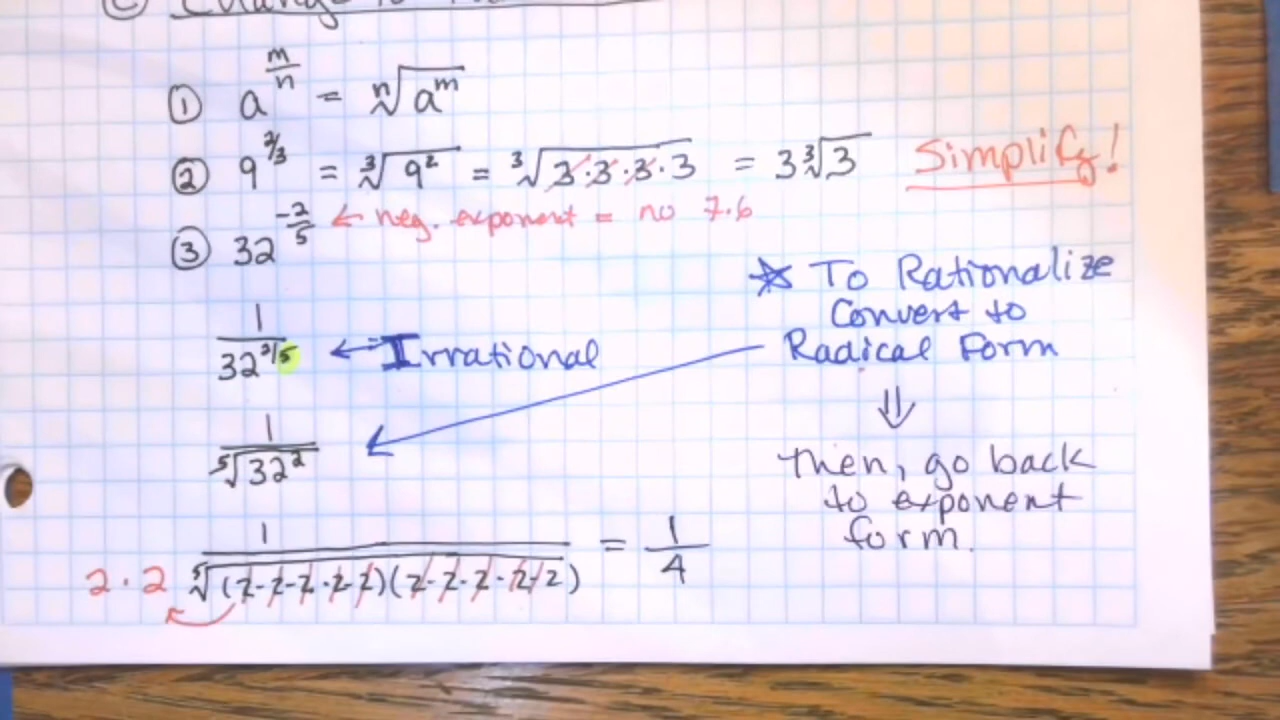 ① a^(m/n) = ⁿ√a^m
② 9^(2/3) = ³√9² = ³√3·3·3·3 = 3³√3 Simplify!
③ 32^(-2/5) ← neg. exponent = no 7.6
1/32^(2/5) ← Irrational
☆ To Rationalize
Convert to
Radical Form
⇓
then, go back
to exponent
form.
1/⁵√32²
2·2 1/⁵√(2·2·2·2·2)(2·2·2·2·2) = 1/4